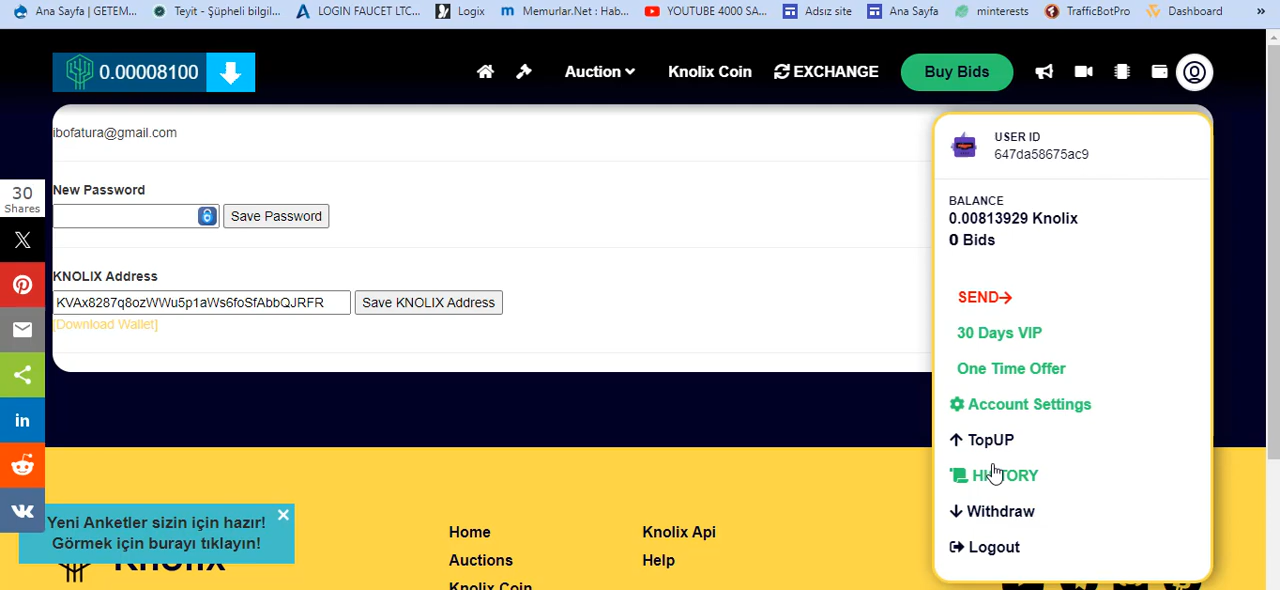 Ana Sayfa | GETEM... Teyit - Şüpheli bilgil... LOGIN FAUCET LTC... Logix Memurlar.Net : Hab... YOUTUBE 4000 SA... Adsız site Ana Sayfa minterests TrafficBotPro Dashboard »
0.00008100 Auction Knolix Coin EXCHANGE Buy Bids
ibofatura@gmail.com
New Password
Save Password
KNOLIX Address
KVAx8287q8ozWWu5p1aWs6foSfAbbQJRFR Save KNOLIX Address
[Download Wallet]
30
Shares
USER ID
647da58675ac9
BALANCE
0.00813929 Knolix
0 Bids
SEND
30 Days VIP
One Time Offer
Account Settings
TopUP
HISTORY
Withdraw
Logout
Yeni Anketler sizin için hazır!
Görmek için burayı tıklayın!
Knolix
Home
Auctions
Knolix Coin
Knolix Api
Help